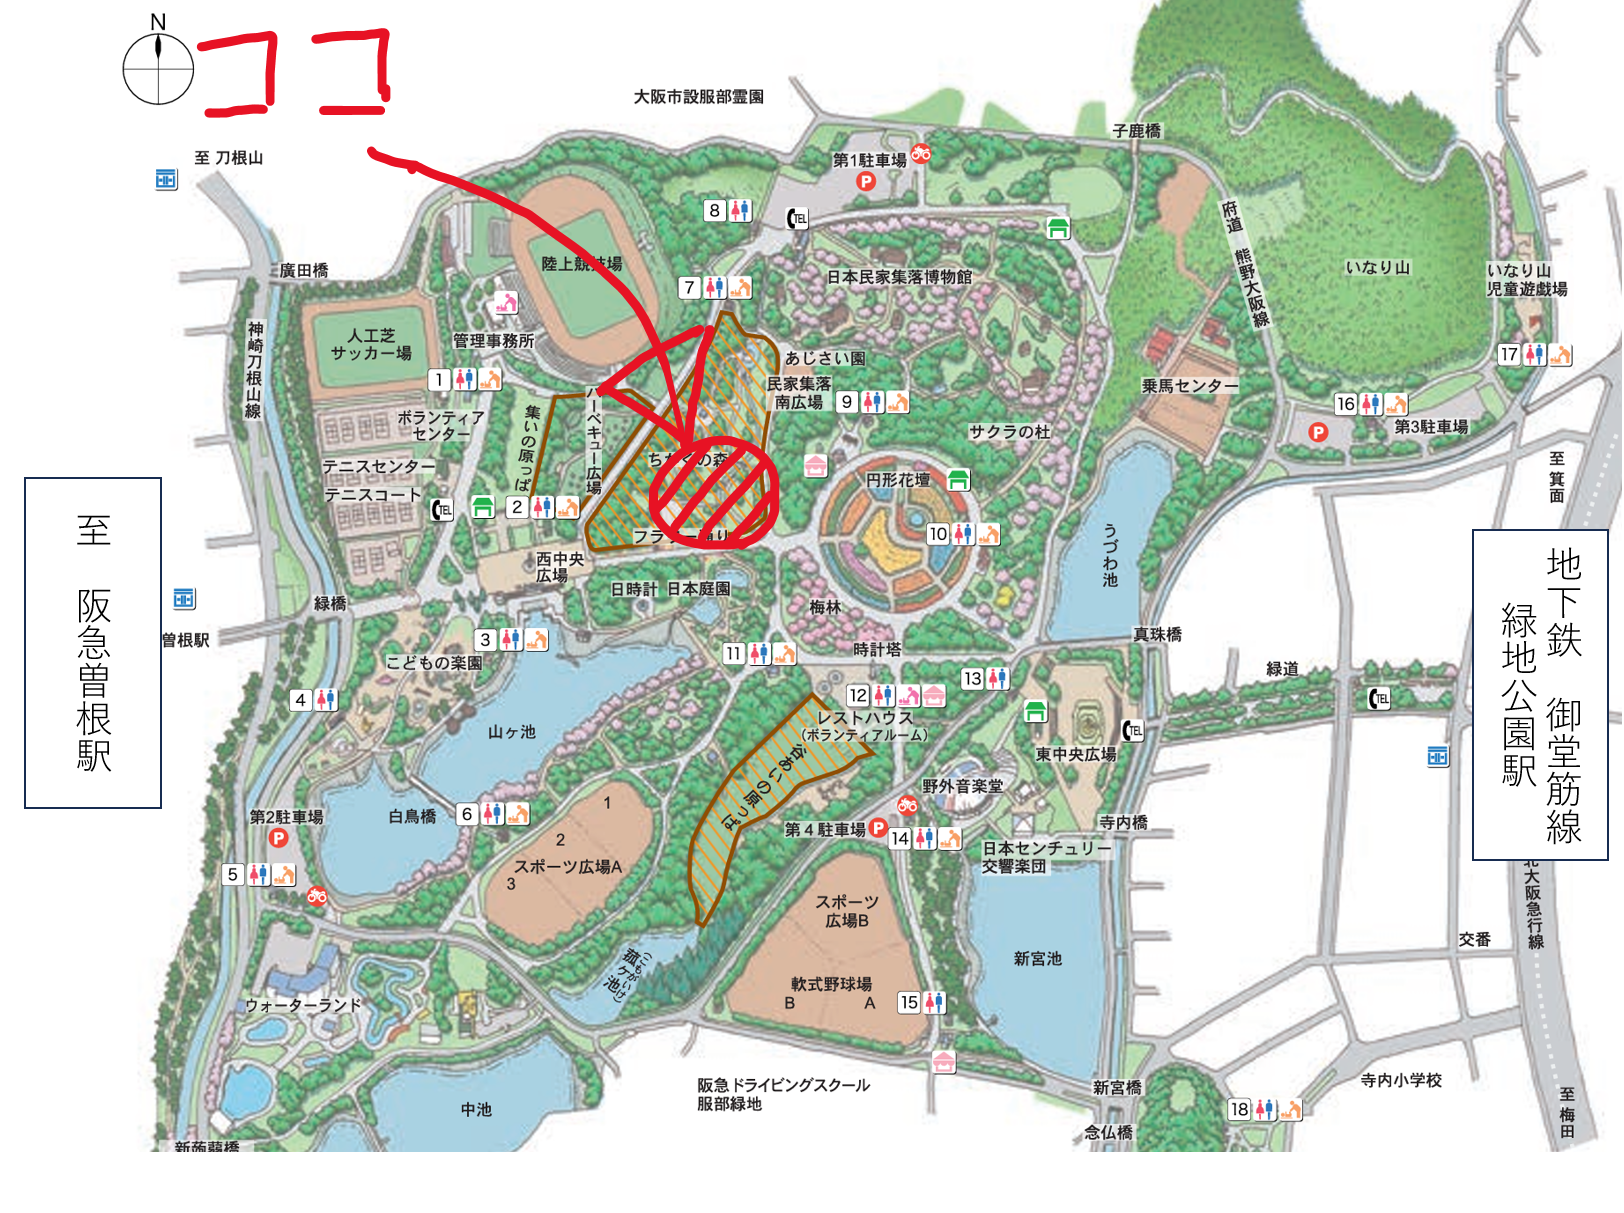 N
ココ
大阪市設服部霊園
至 刀根山
子鹿橋
第1駐車場
P
8
TEL
府道 熊野大阪線
陸上競技場
廣田橋
7
日本民家集落博物館
いなり山
いなり山
児童遊戯場
神崎刀根山線
人工芝
サッカー場
管理事務所
あじさい園
17
1
バーベキュー広場
民家集落
南広場
9
乗馬センター
16
P
第3駐車場
集いの原っぱ
ボランティア
センター
サクラの杜
テニスセンター
テニスコート
円形花壇
至箕面
TEL
2
10
うづわ池
西中央
広場
日時計
日本庭園
至 阪急曽根駅
地下鉄 御堂筋線
緑地公園駅
緑橋
曽根駅
梅林
真珠橋
3
こどもの楽園
11
時計塔
13
緑道
4
12
レストハウス
(ボランティアルーム)
TEL
TEL
山ヶ池
谷あいの原っぱ
東中央広場
野外音楽堂
第2駐車場
P
白鳥橋
6
1
2
3
スポーツ広場A
第4駐車場
P
14
寺内橋
日本センチュリー
交響楽団
5
スポーツ
広場B
北大阪急行線
交番
菰ヶ池
(こもがいけ)
新宮池
軟式野球場
B
A
15
ウォーターランド
阪急ドライビングスクール
服部緑地
新宮橋
寺内小学校
中池
18
念仏橋
至梅田